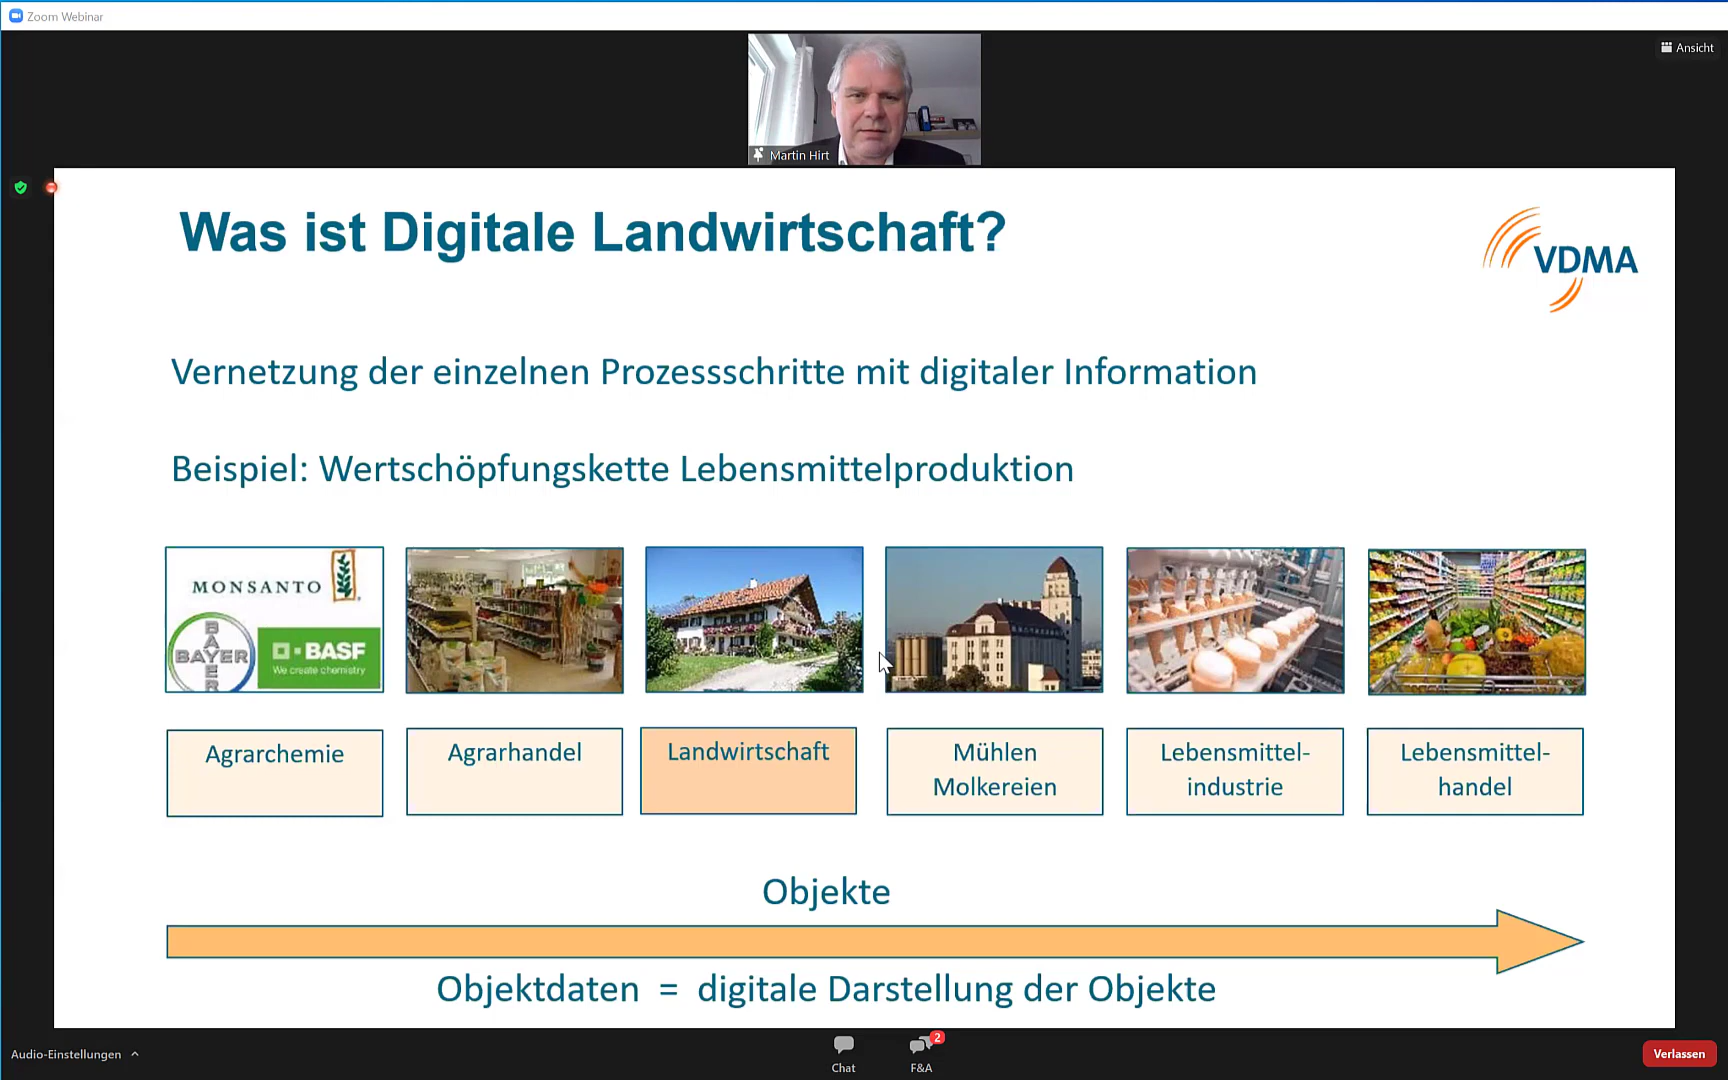 Zoom Webinar
Ansicht
Martin Hirt
Was ist Digitale Landwirtschaft?
VDMA
Vernetzung der einzelnen Prozessschritte mit digitaler Information
Beispiel: Wertschöpfungskette Lebensmittelproduktion
MONSANTO
BAYER
BAYER
BASF
We create chemistry
Agrarchemie
Agrarhandel
Landwirtschaft
Mühlen
Molkereien
Lebensmittel-
industrie
Lebensmittel-
handel
Objekte
Objektdaten = digitale Darstellung der Objekte
Audio-Einstellungen
Chat
2
F&A
Verlassen